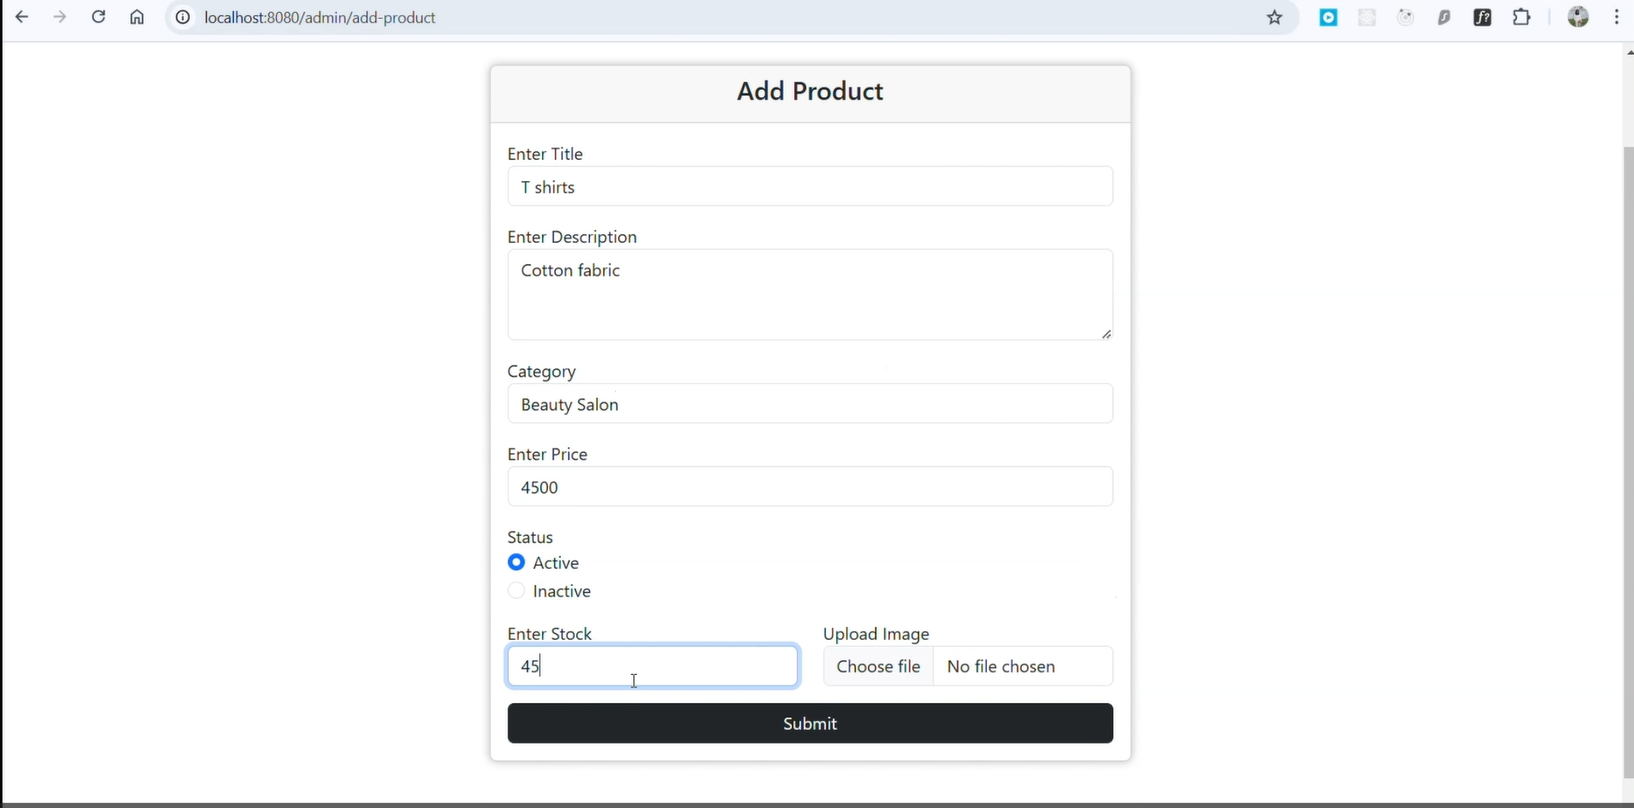 localhost:8080/admin/add-product
f?
Add Product
Enter Title
T shirts
Enter Description
Cotton fabric
Category
Beauty Salon
Enter Price
4500
Status
Active
Inactive
Enter Stock
Upload Image
45
Choose file
No file chosen
Submit